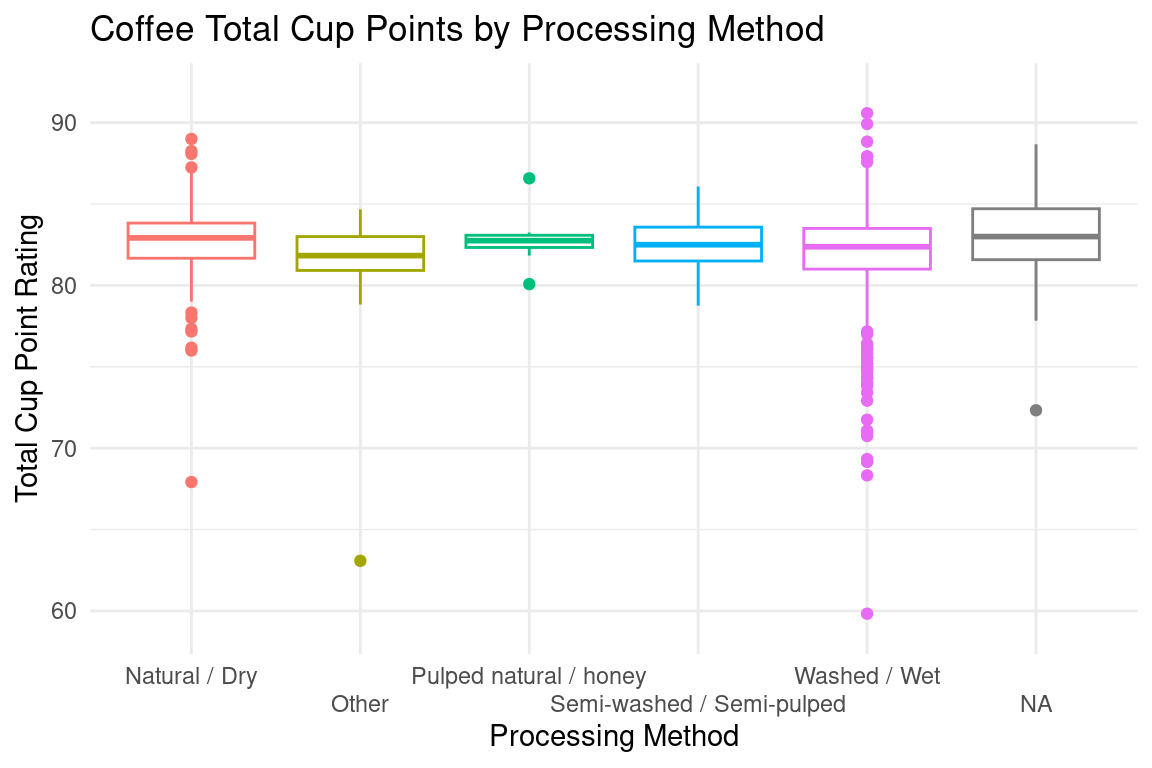 Coffee Total Cup Points by Processing Method
Total Cup Point Rating
90
80
70
60
Natural / Dry
Other
Pulped natural / honey
Semi-washed / Semi-pulped
Washed / Wet
NA
Processing Method